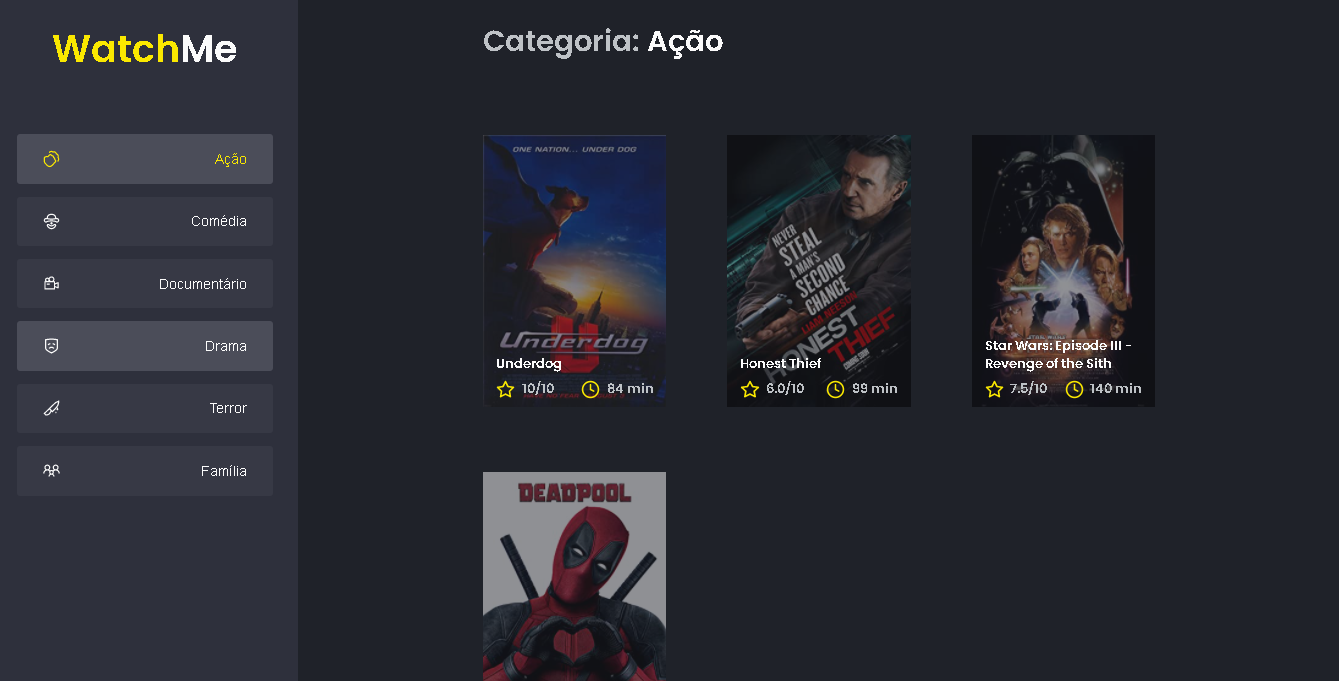 WatchMe
Ação
Comédia
Documentário
Drama
Terror
Família
Categoria: Ação
ONE NATION... UNDER DOG
Underdog
Underdog
10/10 84 min
NEVER
STEAL
A MAN'S
SECOND
CHANCE
LIAM NEESON
HONEST
THIEF
COMING SOON
Honest Thief
6.0/10 99 min
Star Wars: Episode III -
Revenge of the Sith
7.5/10 140 min
DEADPOOL